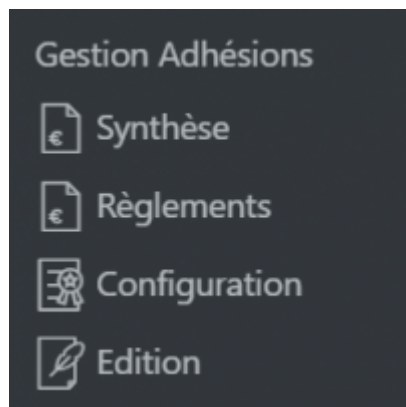 Gestion Adhésions
€ Synthèse
€ Règlements
Configuration
Edition